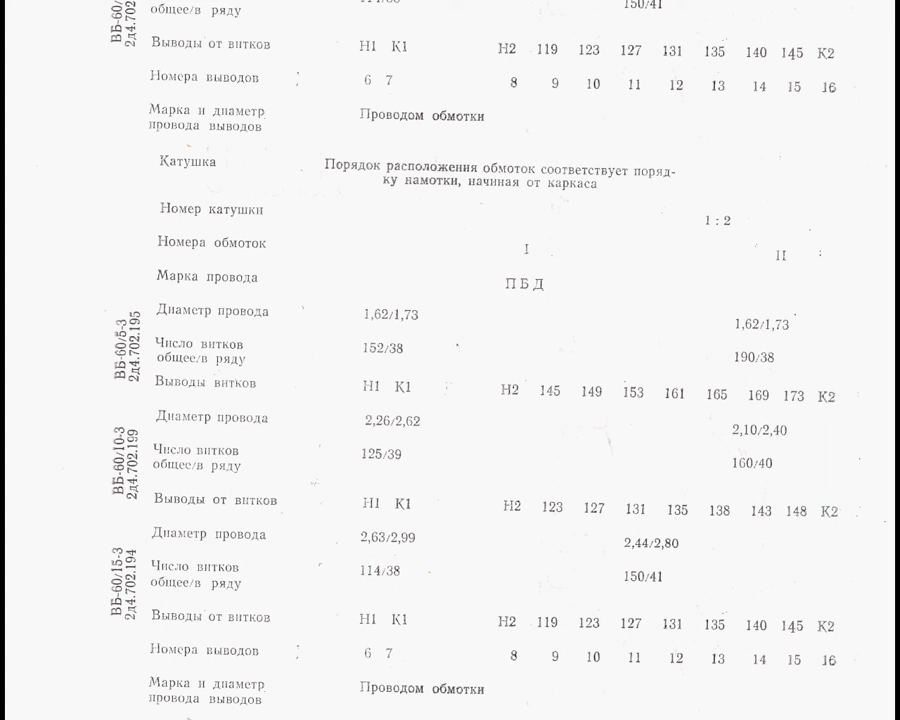 общее/в ряду 150/41
Выводы от витков Н1 К1 Н2 119 123 127 131 135 140 145 К2
Номера выводов 6 7 8 9 10 11 12 13 14 15 16
Марка и диаметр
провода выводов Проводом обмотки
Катушка Порядок расположения обмоток соответствует поряд-
ку намотки, начиная от каркаса
Номер катушки 1 : 2
Номера обмоток I II
Марка провода ПБД
ВБ-60/5-3
2д4.702.195
Диаметр провода 1,62/1,73 1,62/1,73
Число витков 152/38 190/38
общее/в ряду
Выводы витков Н1 К1 Н2 145 149 153 161 165 169 173 К2
ВБ-60/10-3
2д4.702.199
Диаметр провода 2,26/2,62 2,10/2,40
Число витков 125/39
общее/в ряду 160/40
Выводы от витков Н1 К1 Н2 123 127 131 135 138 143 148 К2
ВБ-60/15-3
2д4.702.194
Диаметр провода 2,63/2,99 2,44/2,80
Число витков 114/38
общее/в ряду 150/41
Выводы от витков Н1 К1 Н2 119 123 127 131 135 140 145 К2
Номера выводов 6 7 8 9 10 11 12 13 14 15 16
Марка и диаметр
провода выводов Проводом обмотки